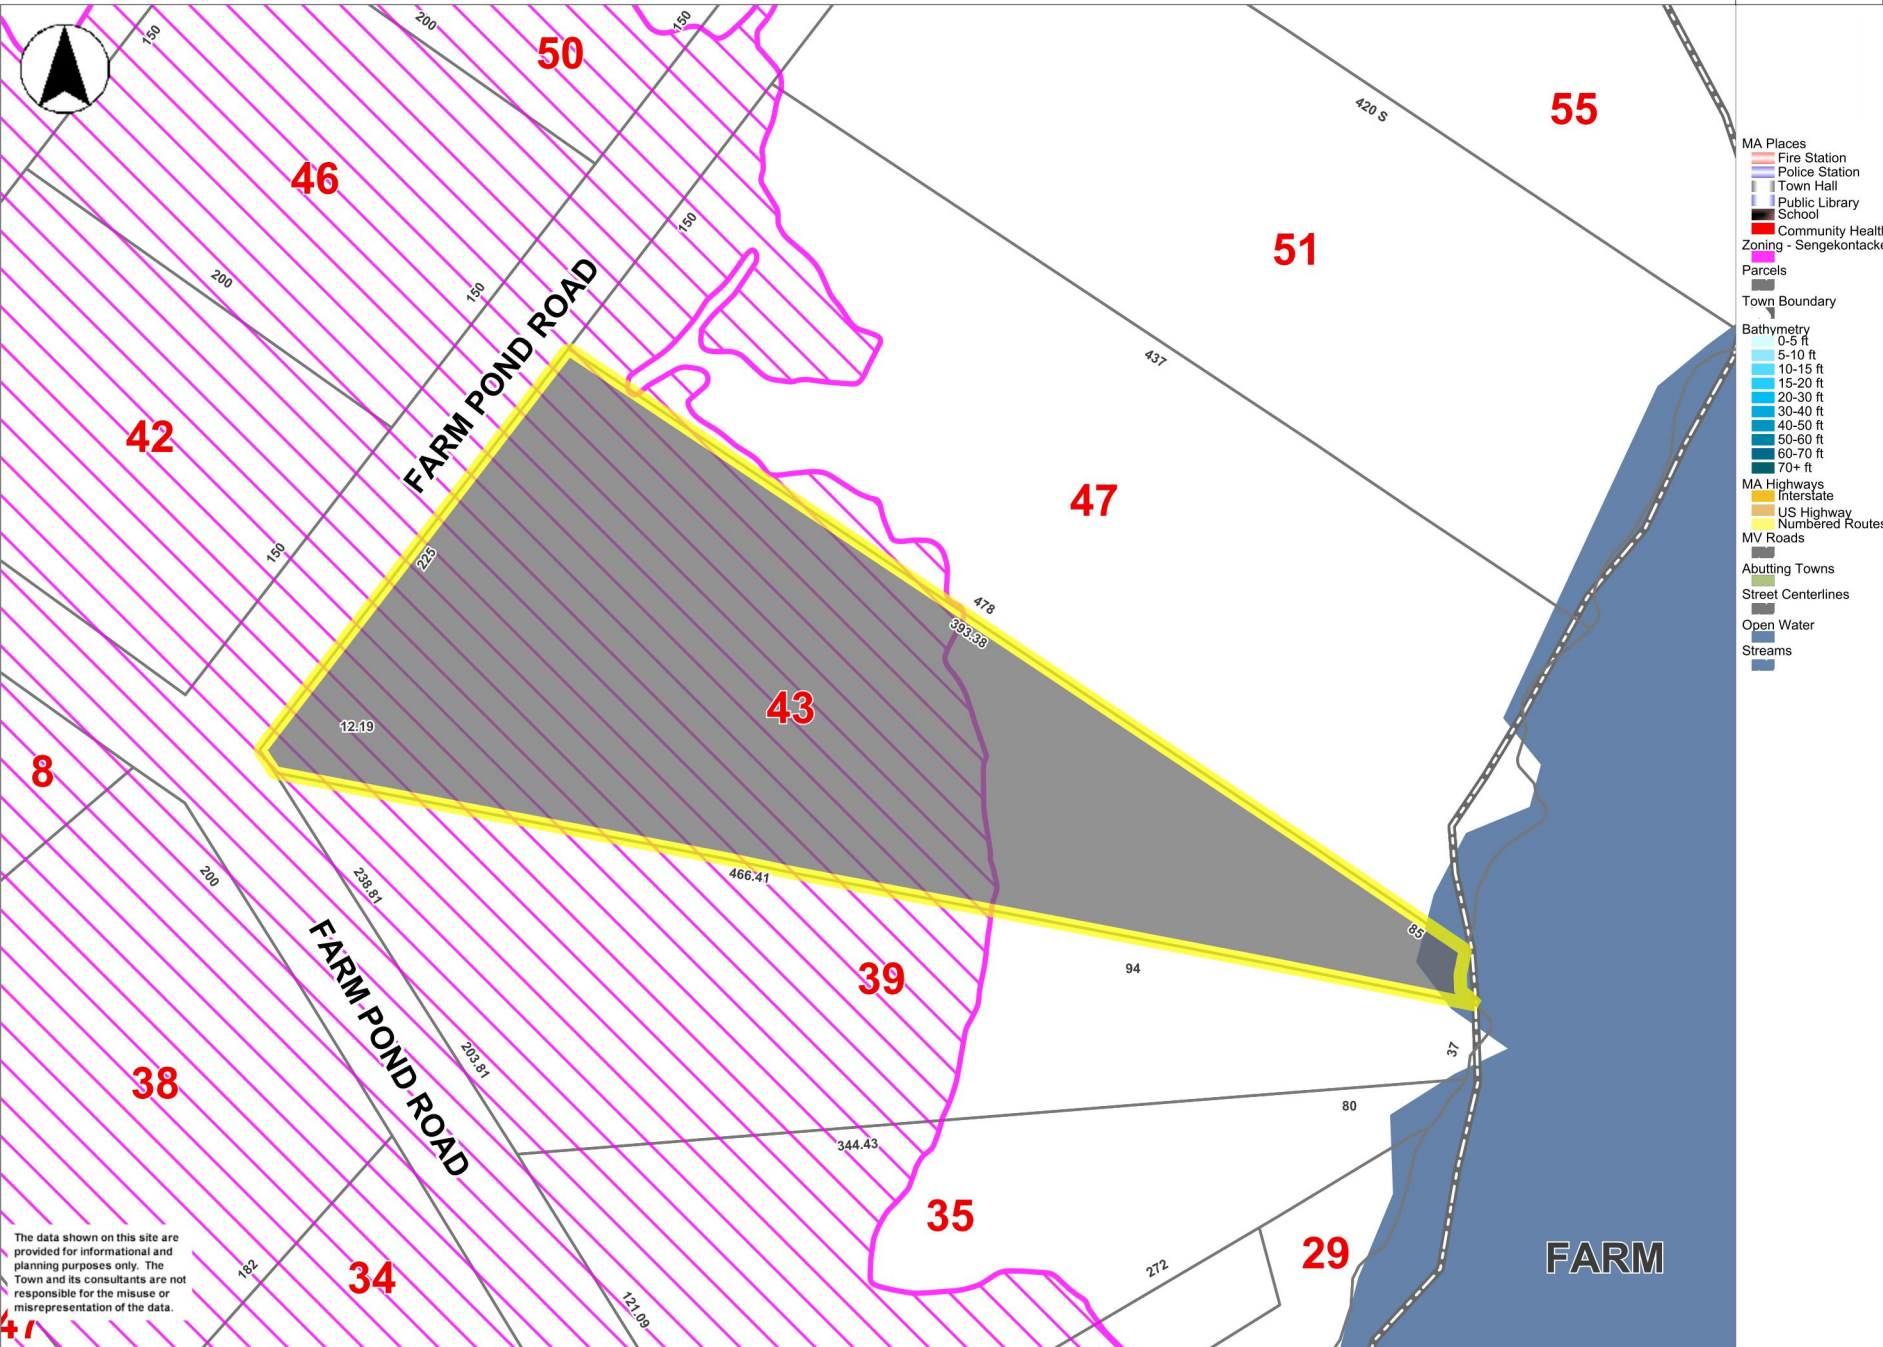 150
200
150
50
55
420 S
46
51
200
150
150
FARM POND ROAD
437
42
47
150
225
478
393.38
43
12.19
8
466.41
200
238.81
85
94
39
FARM POND ROAD
203.81
37
38
80
344.43
35
29
272
FARM
182
34
121.09
47
The data shown on this site are
provided for informational and
planning purposes only. The
Town and its consultants are not
responsible for the misuse or
misrepresentation of the data.
MA Places
Fire Station
Police Station
Town Hall
Public Library
School
Community Healt
Zoning - Sengekontacke
Parcels
Town Boundary
Bathymetry
0-5 ft
5-10 ft
10-15 ft
15-20 ft
20-30 ft
30-40 ft
40-50 ft
50-60 ft
60-70 ft
70+ ft
MA Highways
Interstate
US Highway
Numbered Routes
MV Roads
Abutting Towns
Street Centerlines
Open Water
Streams